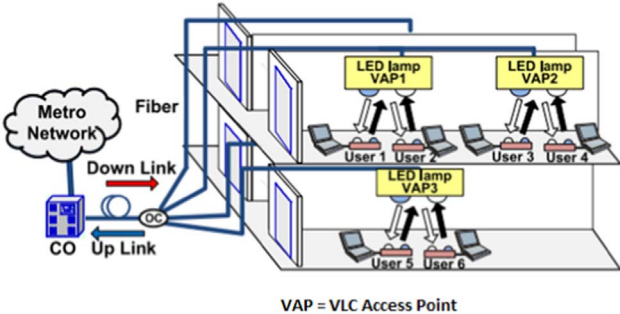 LED lamp
VAP1
LED lamp
VAP2
Metro
Network
Fiber
User 1
User 2
User 3
User 4
Down Link
LED lamp
VAP3
OC
CO
Up Link
User 5
User 6
VAP = VLC Access Point